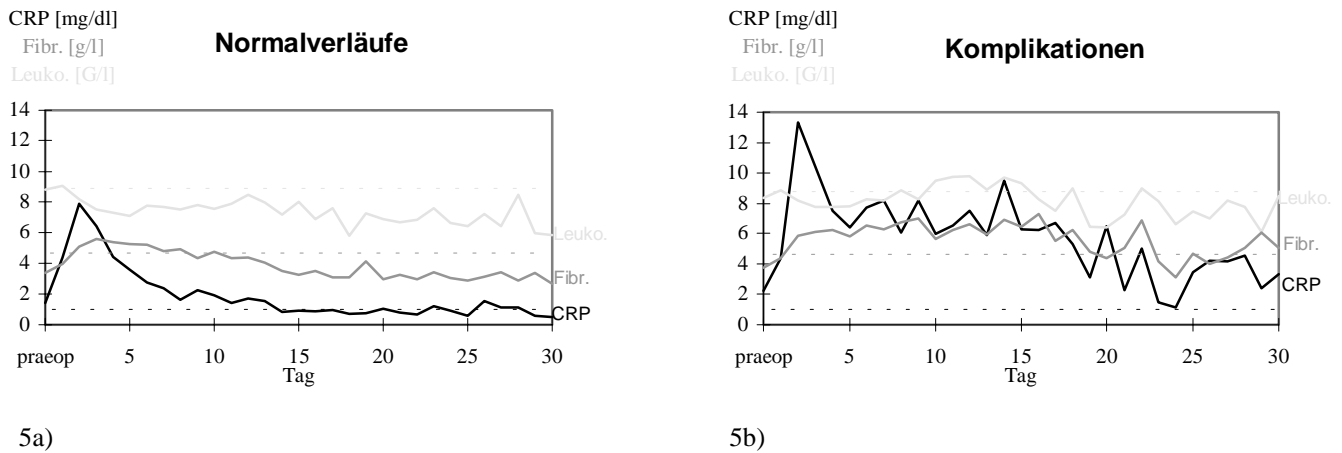 CRP [mg/dl]
Fibr. [g/l]
Leuko. [G/l]
Normalverläufe
14
12
10
8
6
4
2
0
Leuko.
Fibr.
CRP
praeop 5 10 15 20 25 30
Tag
5a)
CRP [mg/dl]
Fibr. [g/l]
Leuko. [G/l]
Komplikationen
14
12
10
8
6
4
2
0
Leuko.
Fibr.
CRP
praeop 5 10 15 20 25 30
Tag
5b)